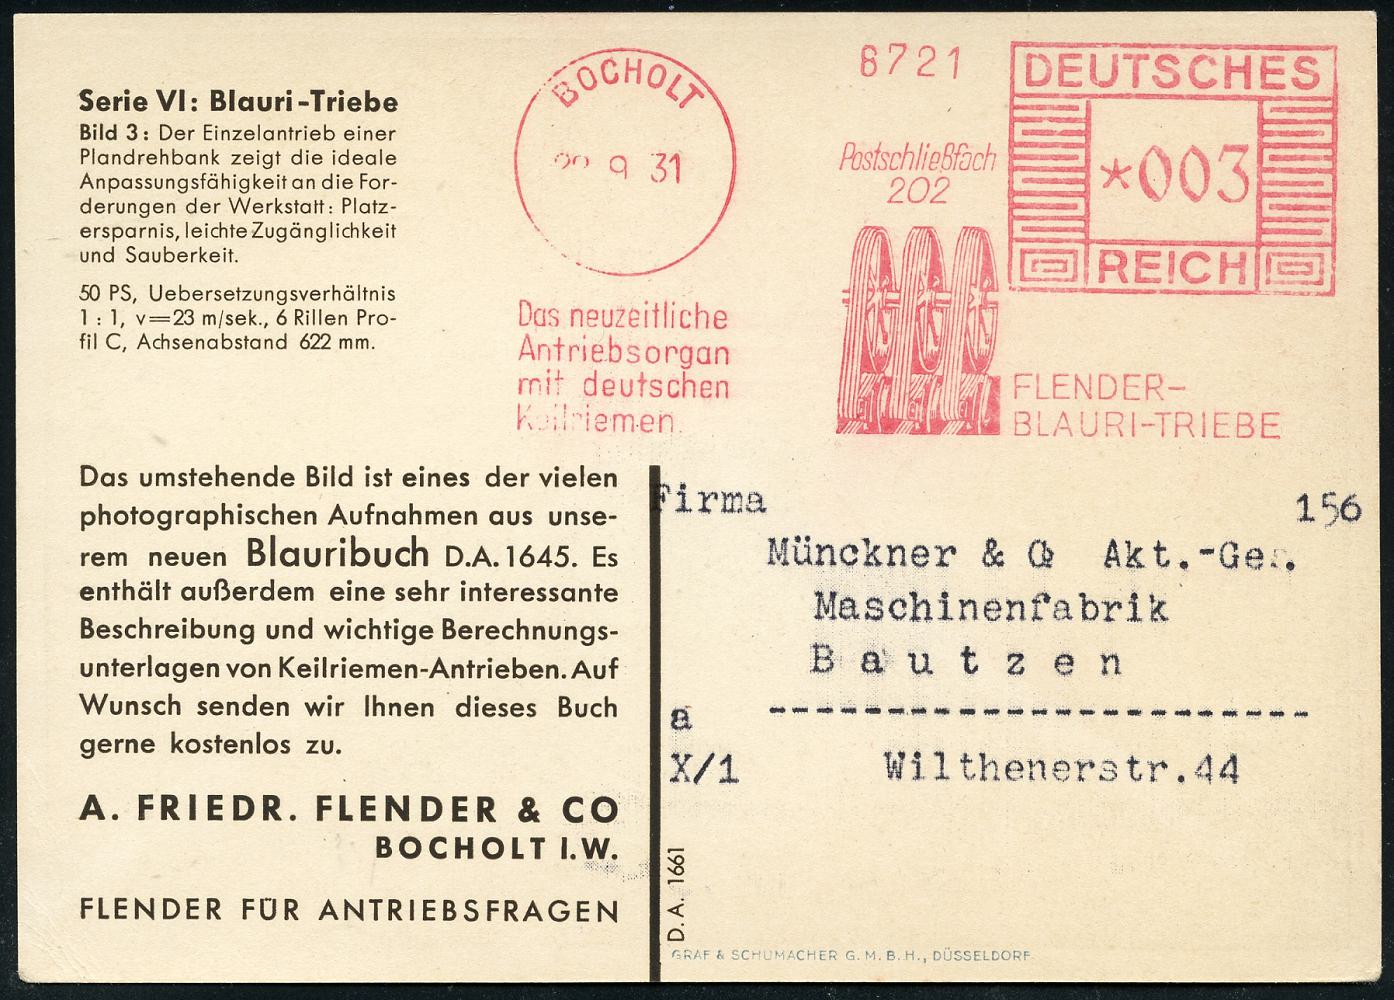 Serie VI: Blauri-Triebe
Bild 3: Der Einzelantrieb einer
Plandrehbank zeigt die ideale
Anpassungsfähigkeit an die For-
derungen der Werkstatt: Platz-
ersparnis, leichte Zugänglichkeit
und Sauberkeit.
50 PS, Uebersetzungsverhältnis
1 : 1, v=23 m/sek., 6 Rillen Pro-
fil C, Achsenabstand 622 mm.
BOCHOLT
9 31
Das neuzeitliche
Antriebsorgan
mit deutschen
Keilriemen.
8721
Postschließfach
202
DEUTSCHES
*003
REICH
FLENDER-
BLAURI-TRIEBE
Das umstehende Bild ist eines der vielen
photographischen Aufnahmen aus unse-
rem neuen Blauribuch D.A. 1645. Es
enthält außerdem eine sehr interessante
Beschreibung und wichtige Berechnungs-
unterlagen von Keilriemen-Antrieben. Auf
Wunsch senden wir Ihnen dieses Buch
gerne kostenlos zu.
A. FRIEDR. FLENDER & CO
BOCHOLT I.W.
FLENDER FÜR ANTRIEBSFRAGEN
Firma 156
Münckner & Co Akt.-Ges.
Maschinenfabrik
Bautzen
a
X/1 Wilthenerstr.44
D. A. 1661
GRAF & SCHUMACHER G. M. B. H., DÜSSELDORF